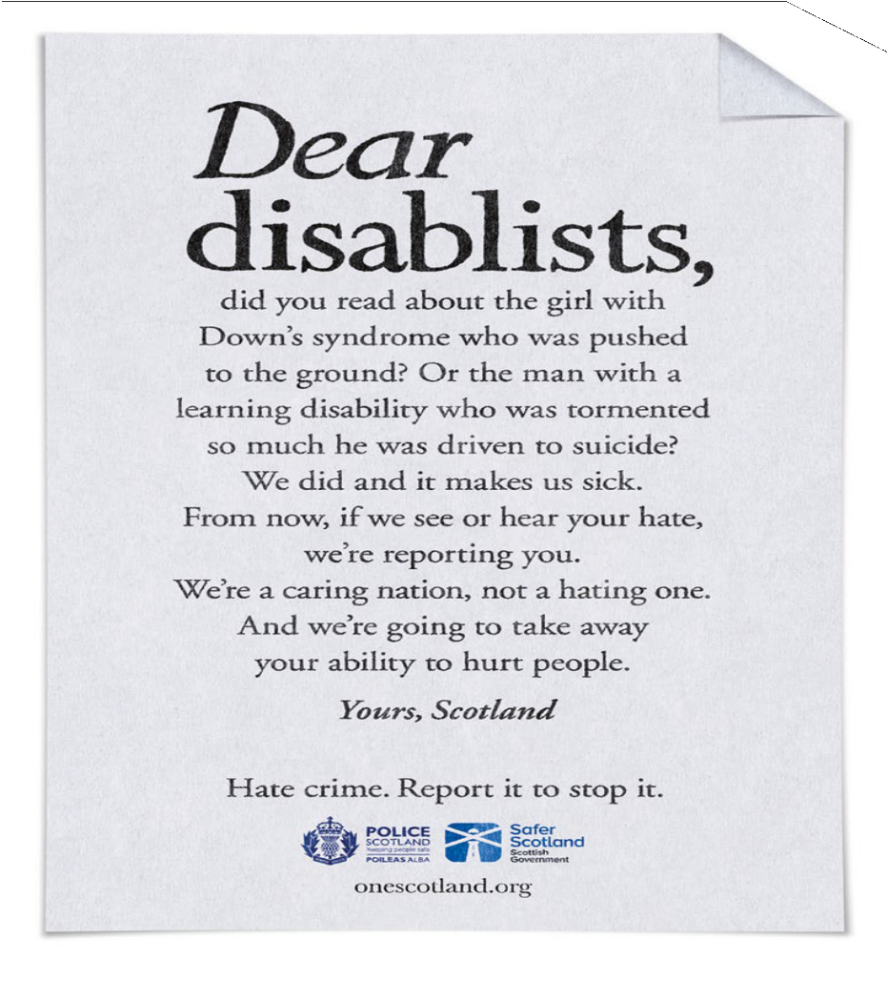 Dear
disablists,
did you read about the girl with
Down's syndrome who was pushed
to the ground? Or the man with a
learning disability who was tormented
so much he was driven to suicide?
We did and it makes us sick.
From now, if we see or hear your hate,
we're reporting you.
We're a caring nation, not a hating one.
And we're going to take away
your ability to hurt people.
Yours, Scotland
Hate crime. Report it to stop it.
POLICE
SCOTLAND
Keeping people safe
POILEAS ALBA
Safer
Scotland
Scottish
Government
onescotland.org